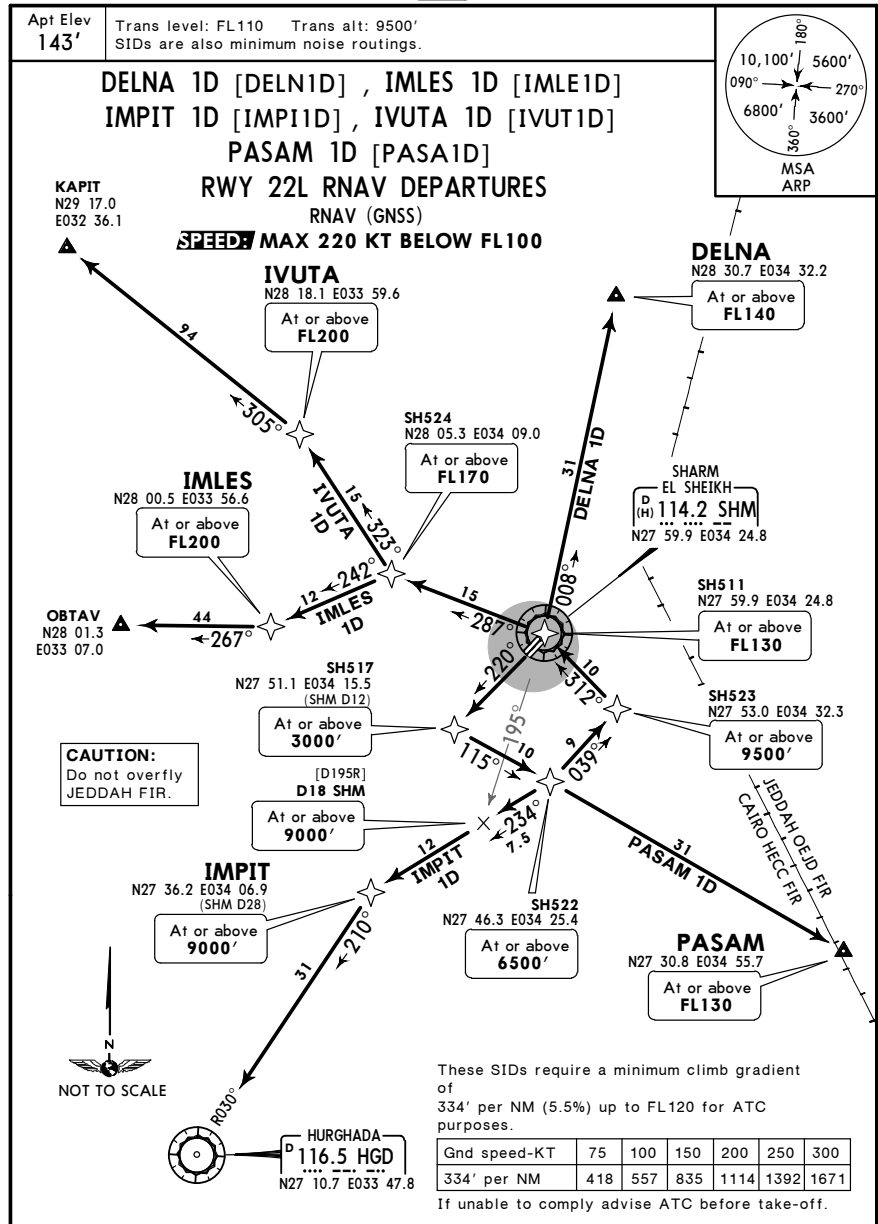 Apt Elev
143'
Trans level: FL110 Trans alt: 9500'
SIDs are also minimum noise routings.
DELNA 1D [DELN1D] , IMLES 1D [IMLE1D]
IMPIT 1D [IMPI1D] , IVUTA 1D [IVUT1D]
PASAM 1D [PASA1D]
RWY 22L RNAV DEPARTURES
RNAV (GNSS)
SPEED: MAX 220 KT BELOW FL100
180°
10,100' 5600'
090° 270°
6800' 3600'
360°
MSA
ARP
KAPIT
N29 17.0
E032 36.1
94
305°
IVUTA
N28 18.1 E033 59.6
At or above
FL200
DELNA
N28 30.7 E034 32.2
At or above
FL140
31
DELNA 1D
008°
SH524
N28 05.3 E034 09.0
At or above
FL170
15
323°
IVUTA
1D
IMLES
N28 00.5 E033 56.6
At or above
FL200
12
242°
IMLES
1D
15
287°
SHARM
EL SHEIKH
D
(H) 114.2 SHM
N27 59.9 E034 24.8
SH511
N27 59.9 E034 24.8
At or above
FL130
OBTAV
N28 01.3
E033 07.0
44
267°
220°
10
312°
SH517
N27 51.1 E034 15.5
(SHM D12)
At or above
3000'
195°
SH523
N27 53.0 E034 32.3
At or above
9500'
10
115°
9
039°
CAUTION:
Do not overfly
JEDDAH FIR.
[D195R]
D18 SHM
At or above
9000'
234°
7.5
JEDDAH OEJD FIR
CAIRO HECC FIR
31
PASAM 1D
12
IMPIT
1D
IMPIT
N27 36.2 E034 06.9
(SHM D28)
At or above
9000'
SH522
N27 46.3 E034 25.4
At or above
6500'
PASAM
N27 30.8 E034 55.7
At or above
FL130
210°
31
N
NOT TO SCALE
R030°
HURGHADA
D 116.5 HGD
N27 10.7 E033 47.8
These SIDs require a minimum climb gradient
of
334' per NM (5.5%) up to FL120 for ATC
purposes.
Gnd speed-KT 75 100 150 200 250 300
334' per NM 418 557 835 1114 1392 1671
If unable to comply advise ATC before take-off.